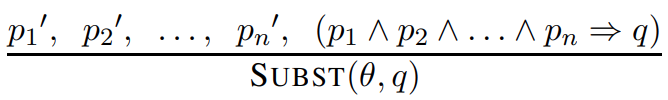 p₁′, p₂′, …, pₙ′, (p₁ ∧ p₂ ∧ … ∧ pₙ ⇒ q)
SUBST(θ, q)